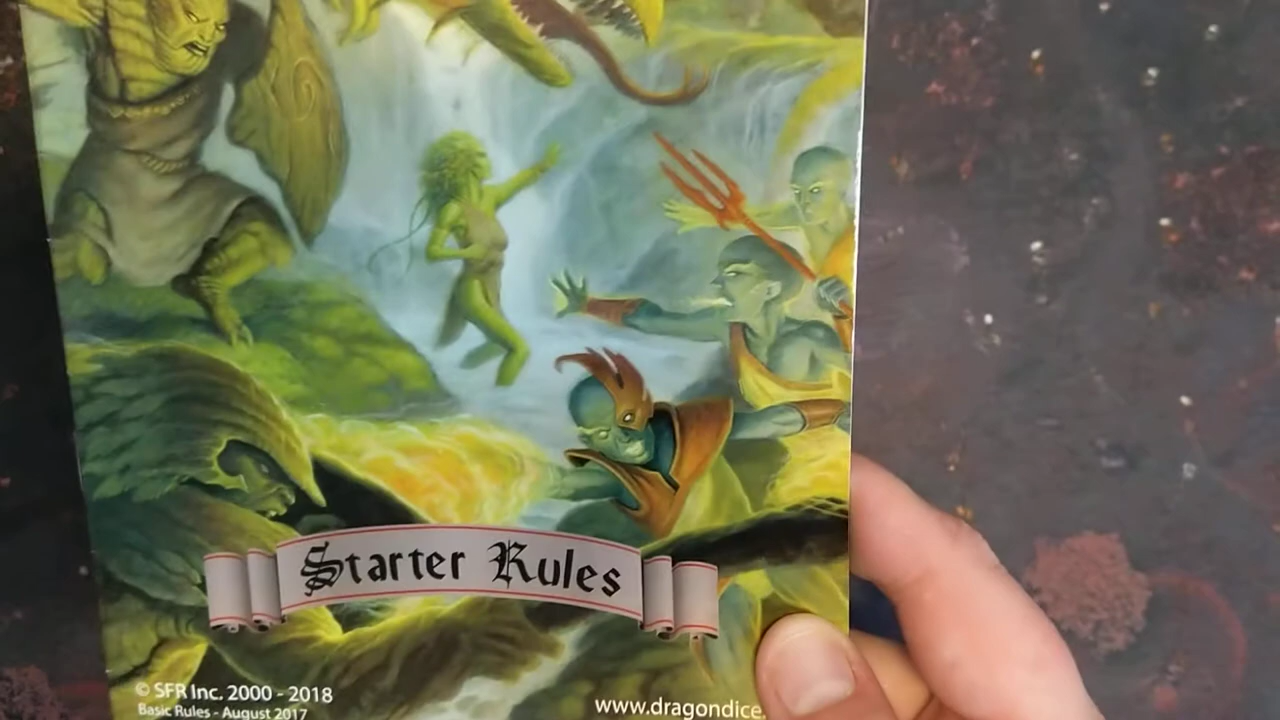 Starter Rules
© SFR Inc. 2000 - 2018
Basic Rules - August 2017
www.dragondice.